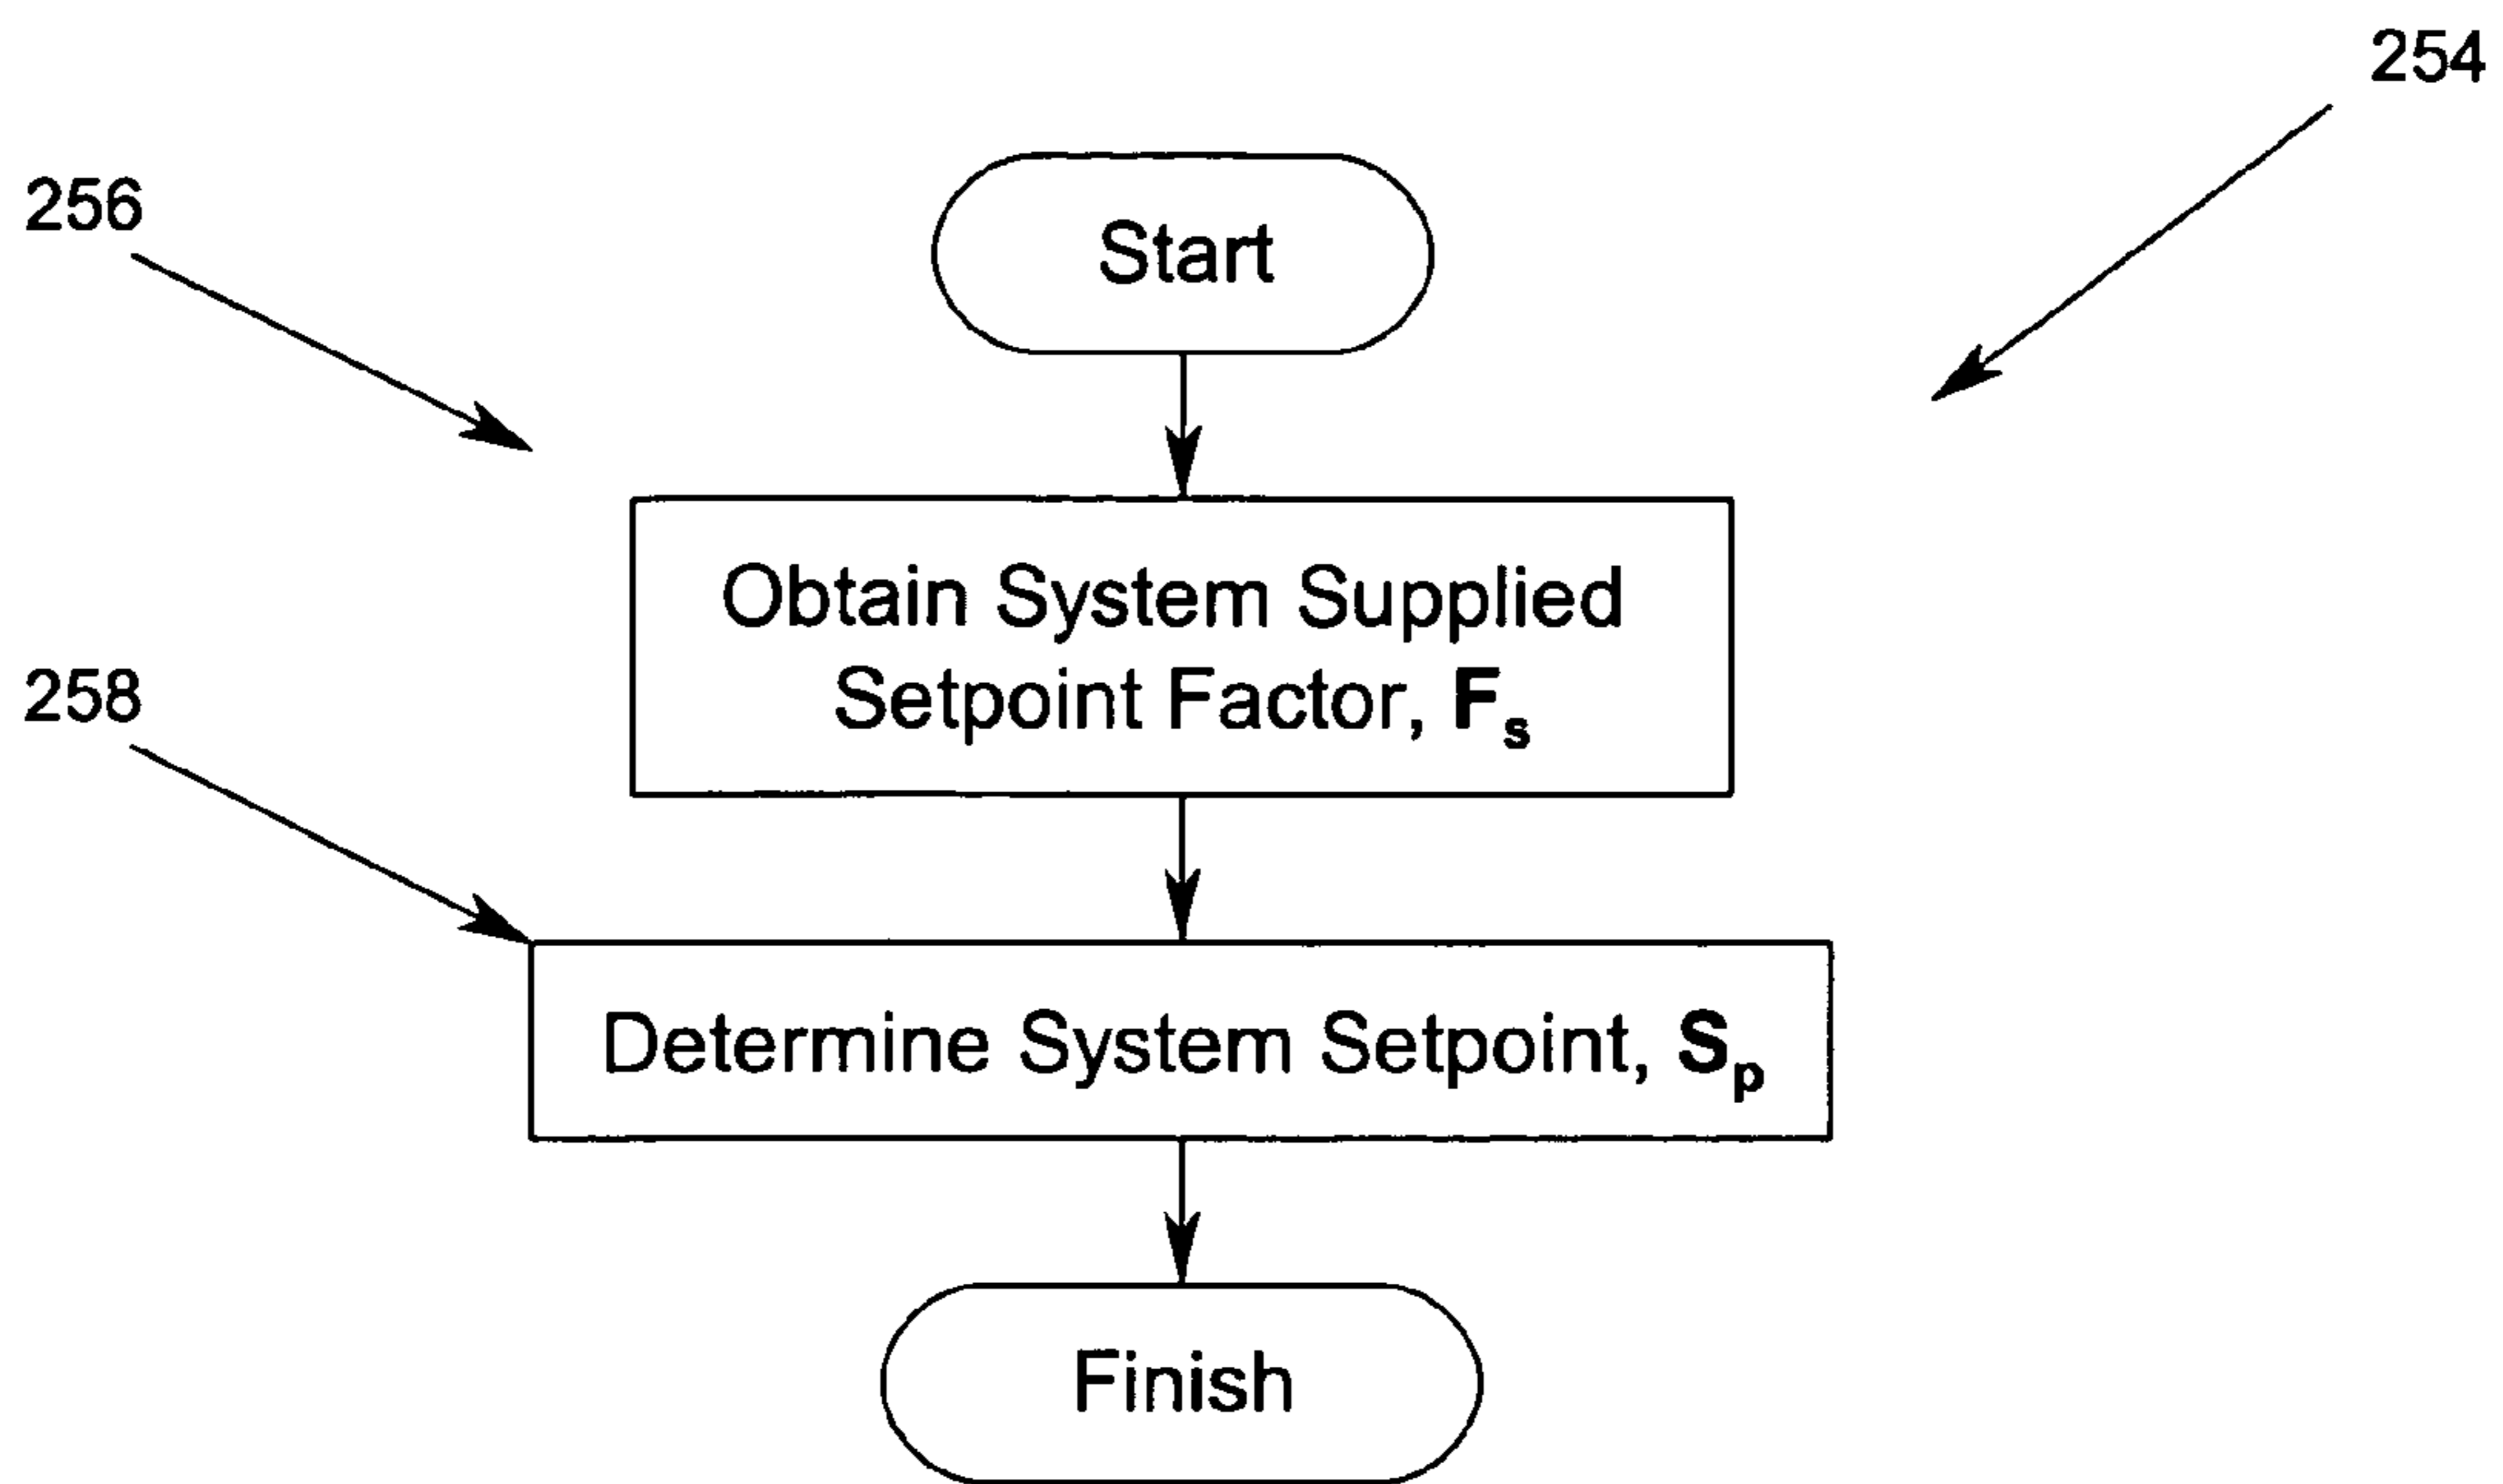 254
256
Start
Obtain System Supplied
Setpoint Factor, Fs
258
Determine System Setpoint, Sp
Finish